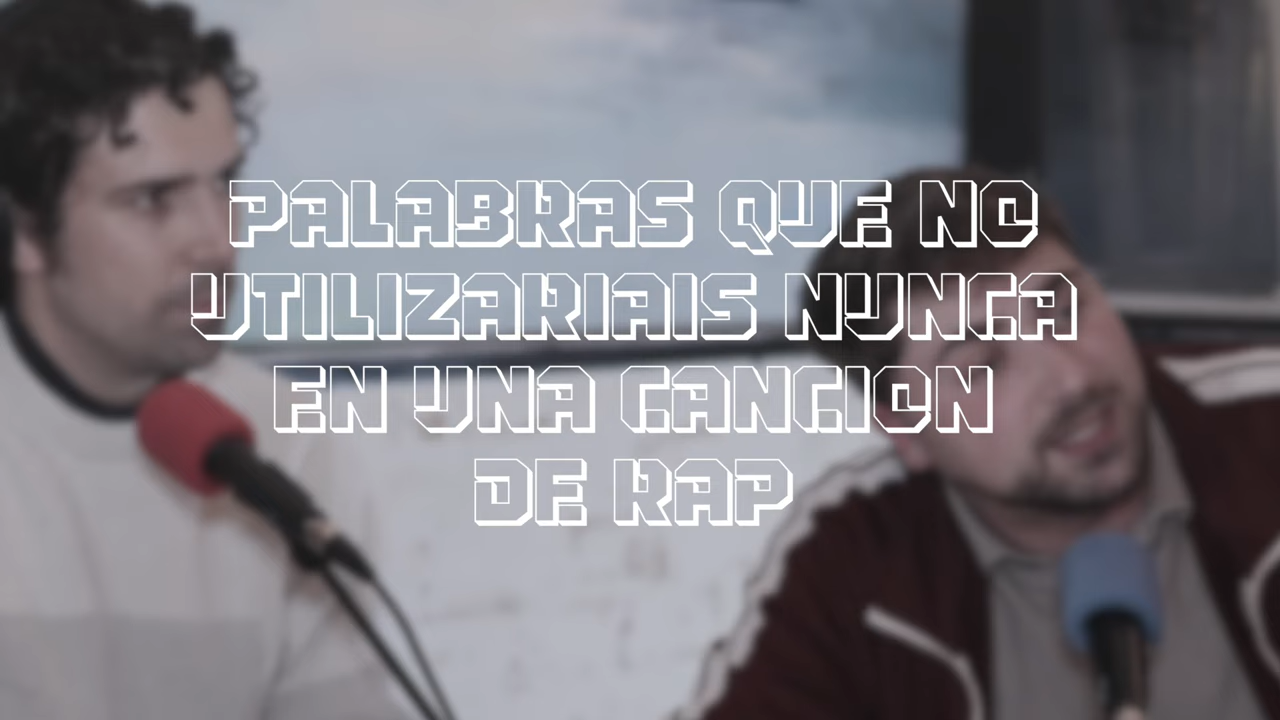 PALABRAS QUE NO
UTILIZARIAIS NUNCA
EN UNA CANCION
DE RAP